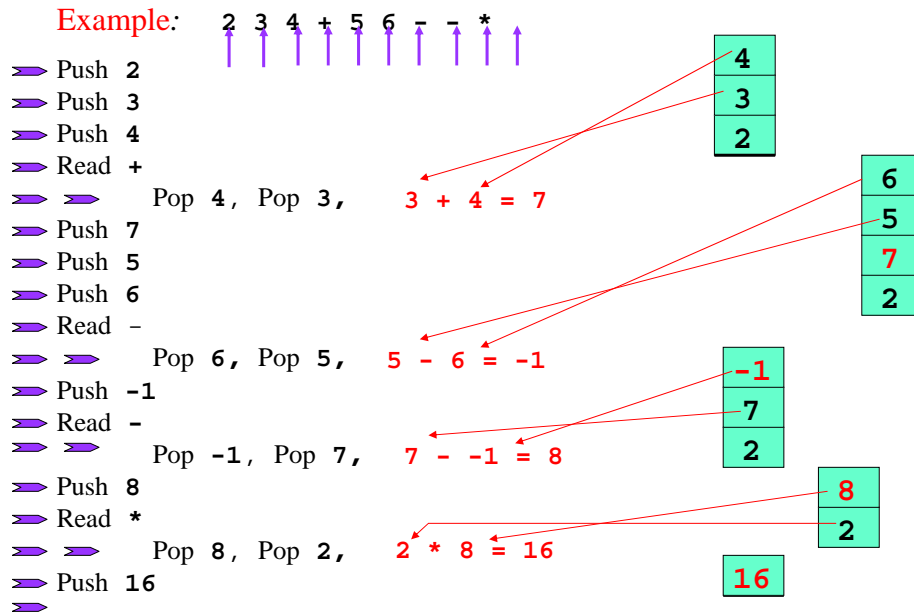 Example: 2 3 4 + 5 6 - - *
Push 2
Push 3
Push 4
Read +
Pop 4, Pop 3, 3 + 4 = 7
Push 7
Push 5
Push 6
Read -
Pop 6, Pop 5, 5 - 6 = -1
Push -1
Read -
Pop -1, Pop 7, 7 - -1 = 8
Push 8
Read *
Pop 8, Pop 2, 2 * 8 = 16
Push 16
4
3
2
6
5
7
2
-1
7
2
8
2
16